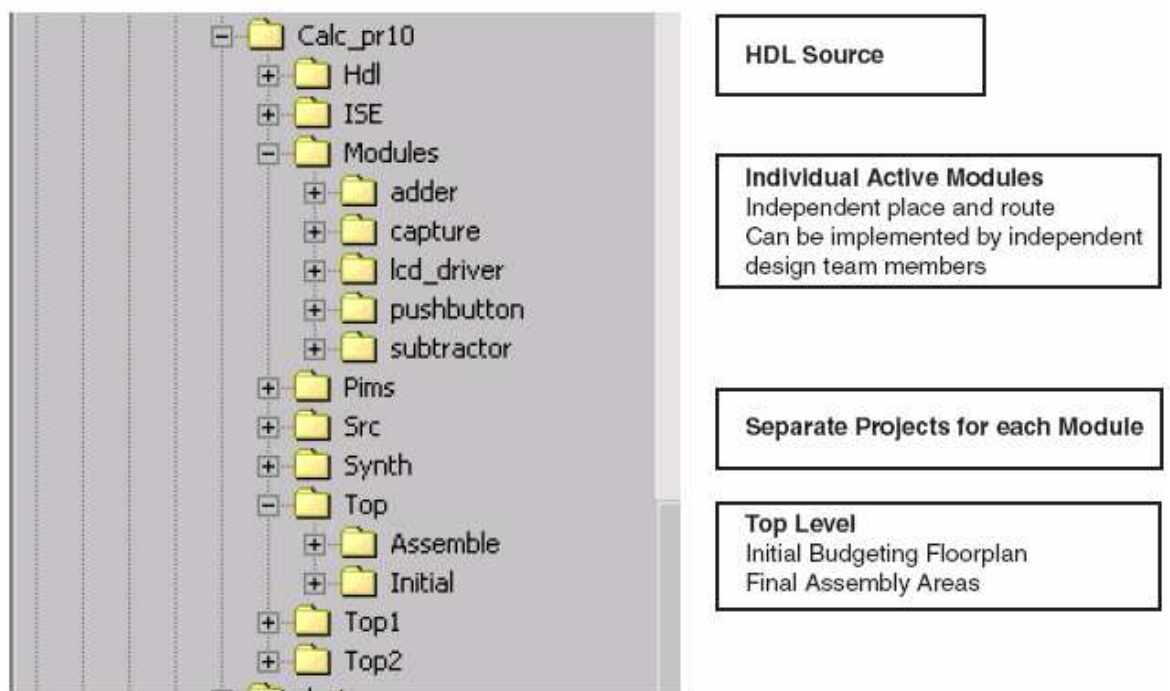 Calc_pr10
Hdl
ISE
Modules
adder
capture
lcd_driver
pushbutton
subtractor
Pims
Src
Synth
Top
Assemble
Initial
Top1
Top2
HDL Source
Individual Active Modules
Independent place and route
Can be implemented by independent
design team members
Separate Projects for each Module
Top Level
Initial Budgeting Floorplan
Final Assembly Areas